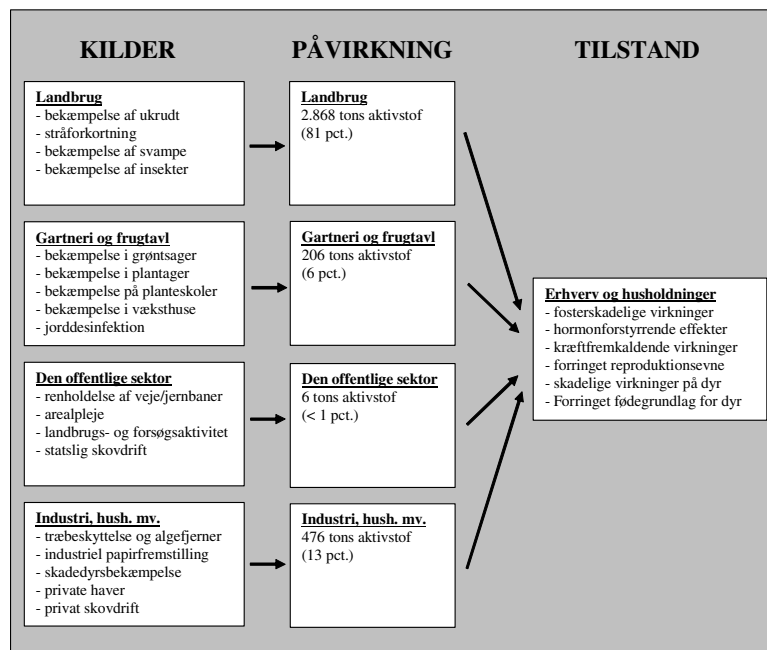 KILDER
PÅVIRKNING
TILSTAND
Landbrug
- bekæmpelse af ukrudt
- stråforkortning
- bekæmpelse af svampe
- bekæmpelse af insekter
Landbrug
2.868 tons aktivstof
(81 pct.)
Gartneri og frugtavl
- bekæmpelse i grøntsager
- bekæmpelse i plantager
- bekæmpelse på planteskoler
- bekæmpelse i væksthuse
- jorddesinfektion
Gartneri og frugtavl
206 tons aktivstof
(6 pct.)
Den offentlige sektor
- renholdelse af veje/jernbaner
- arealpleje
- landbrugs- og forsøgsaktivitet
- statslig skovdrift
Den offentlige sektor
6 tons aktivstof
(< 1 pct.)
Industri, hush. mv.
- træbeskyttelse og algefjerner
- industriel papirfremstilling
- skadedyrsbekæmpelse
- private haver
- privat skovdrift
Industri, hush. mv.
476 tons aktivstof
(13 pct.)
Erhverv og husholdninger
- fosterskadelige virkninger
- hormonforstyrrende effekter
- kræftfremkaldende virkninger
- forringet reproduktionsevne
- skadelige virkninger på dyr
- Forringet fødegrundlag for dyr